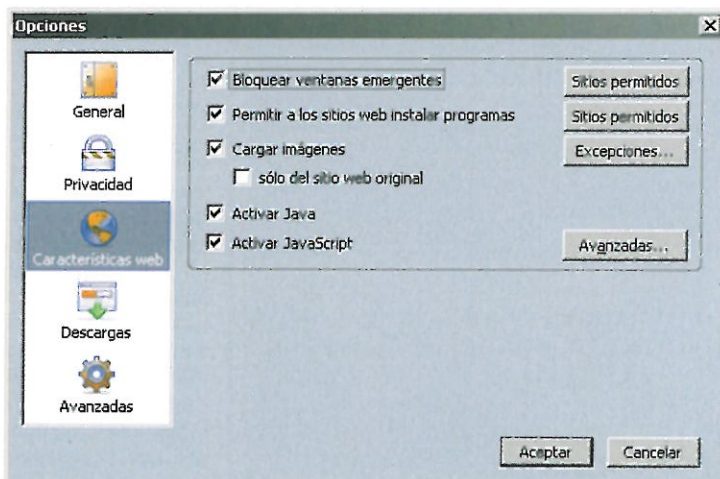 Opciones
General
Privacidad
Características web
Descargas
Avanzadas
Bloquear ventanas emergentes
Sitios permitidos
Permitir a los sitios web instalar programas
Sitios permitidos
Cargar imágenes
Excepciones...
sólo del sitio web original
Activar Java
Activar JavaScript
Avanzadas...
Aceptar
Cancelar